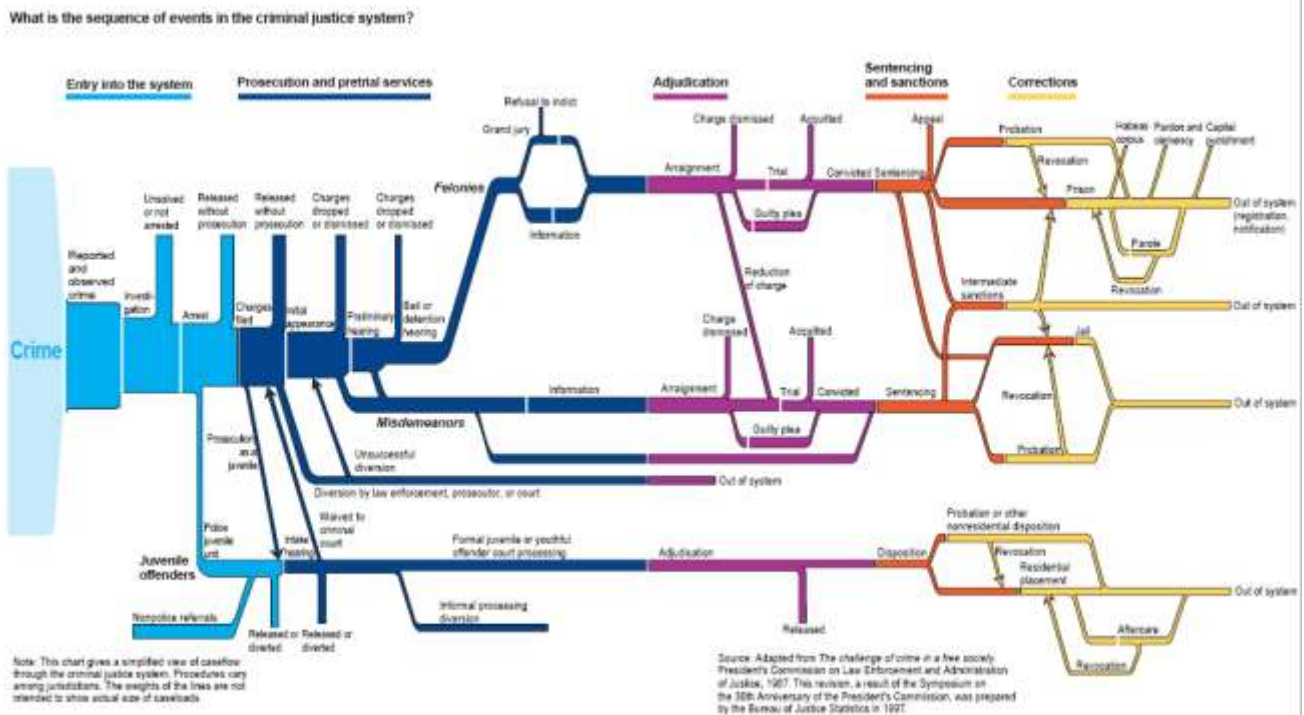 What is the sequence of events in the criminal justice system?
Entry into the system
Prosecution and pretrial services
Adjudication
Sentencing
and sanctions
Corrections
Crime
Reported
and
observed
crime
Investi-
gation
Unsolved
or not
arrested
Arrest
Released
without
prosecution
Charges
filed
Released
without
prosecution
Initial
appearance
Charges
dropped
or dismissed
Preliminary
hearing
Charges
dropped
or dismissed
Bail or
detention
hearing
Felonies
Refusal to indict
Grand jury
Information
Arraignment
Charge dismissed
Trial
Acquitted
Guilty plea
Convicted
Sentencing
Appeal
Probation
Revocation
Prison
Habeas
corpus
Pardon and
clemency
Capital
punishment
Out of system
(registration,
notification)
Parole
Revocation
Reduction
of charge
Intermediate
sanctions
Out of system
Misdemeanors
Information
Arraignment
Charge
dismissed
Trial
Acquitted
Guilty plea
Convicted
Sentencing
Jail
Revocation
Probation
Out of system
Unsuccessful
diversion
Diversion by law enforcement, prosecutor, or court
Out of system
Prosecution
as a
juvenile
Waived to
criminal
court
Police
juvenile
unit
Juvenile
offenders
Nonpolice referrals
Released or
diverted
Intake
hearing
Released or
diverted
Formal juvenile or youthful
offender court processing
Informal processing
diversion
Adjudication
Released
Disposition
Probation or other
nonresidential disposition
Revocation
Residential
placement
Out of system
Aftercare
Revocation
Note: This chart gives a simplified view of caseflow
through the criminal justice system. Procedures vary
among jurisdictions. The weights of the lines are not
intended to show actual size of caseloads.
Source: Adapted from The challenge of crime in a free society.
President's Commission on Law Enforcement and Administration
of Justice, 1967. This revision, a result of the Symposium on
the 30th Anniversary of the President's Commission, was prepared
by the Bureau of Justice Statistics in 1997.